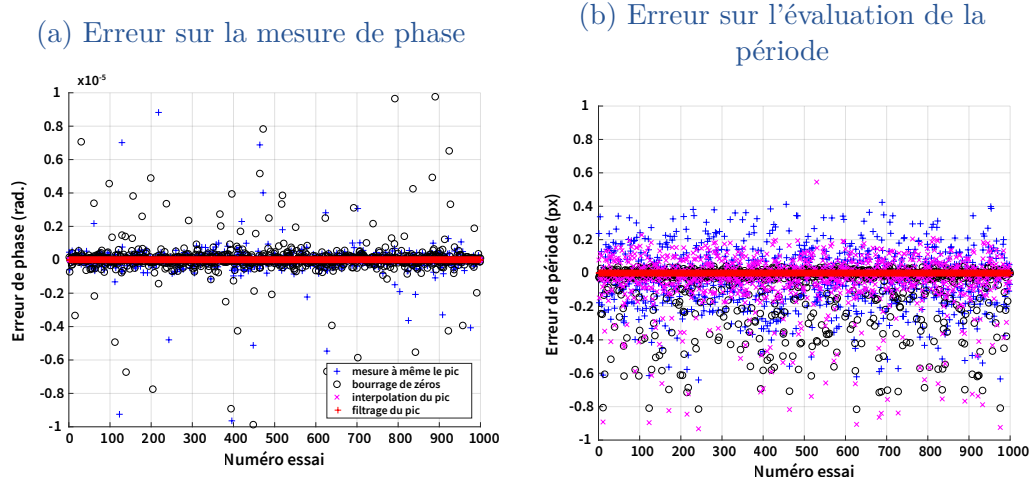 (a) Erreur sur la mesure de phase
x10⁻⁵
1
0.8
0.6
0.4
0.2
0
-0.2
-0.4
-0.6
-0.8
-1
Erreur de phase (rad.)
0 100 200 300 400 500 600 700 800 900 1000
Numéro essai
mesure à même le pic
bourrage de zéros
interpolation du pic
filtrage du pic
(b) Erreur sur l'évaluation de la
période
1
0.8
0.6
0.4
0.2
0
-0.2
-0.4
-0.6
-0.8
-1
Erreur de période (px)
0 100 200 300 400 500 600 700 800 900 1000
Numéro essai